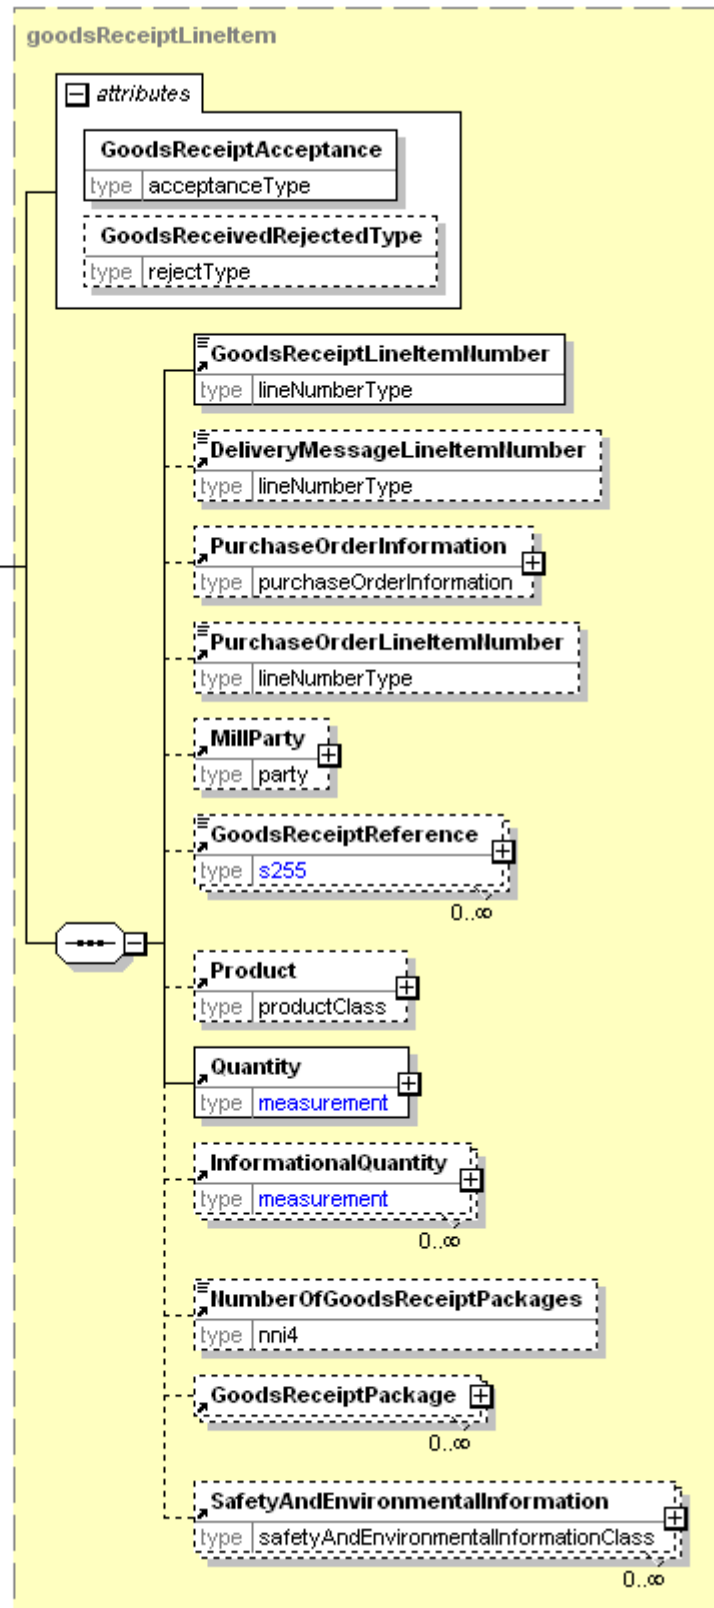 goodsReceiptLineItem
attributes
GoodsReceiptAcceptance
type acceptanceType
GoodsReceivedRejectedType
type rejectType
GoodsReceiptLineItemNumber
type lineNumberType
DeliveryMessageLineItemNumber
type lineNumberType
PurchaseOrderInformation
type purchaseOrderInformation
PurchaseOrderLineItemNumber
type lineNumberType
MillParty
type party
GoodsReceiptReference
type s255
0..∞
Product
type productClass
Quantity
type measurement
InformationalQuantity
type measurement
0..∞
NumberOfGoodsReceiptPackages
type nni4
GoodsReceiptPackage
0..∞
SafetyAndEnvironmentalInformation
type safetyAndEnvironmentalInformationClass
0..∞